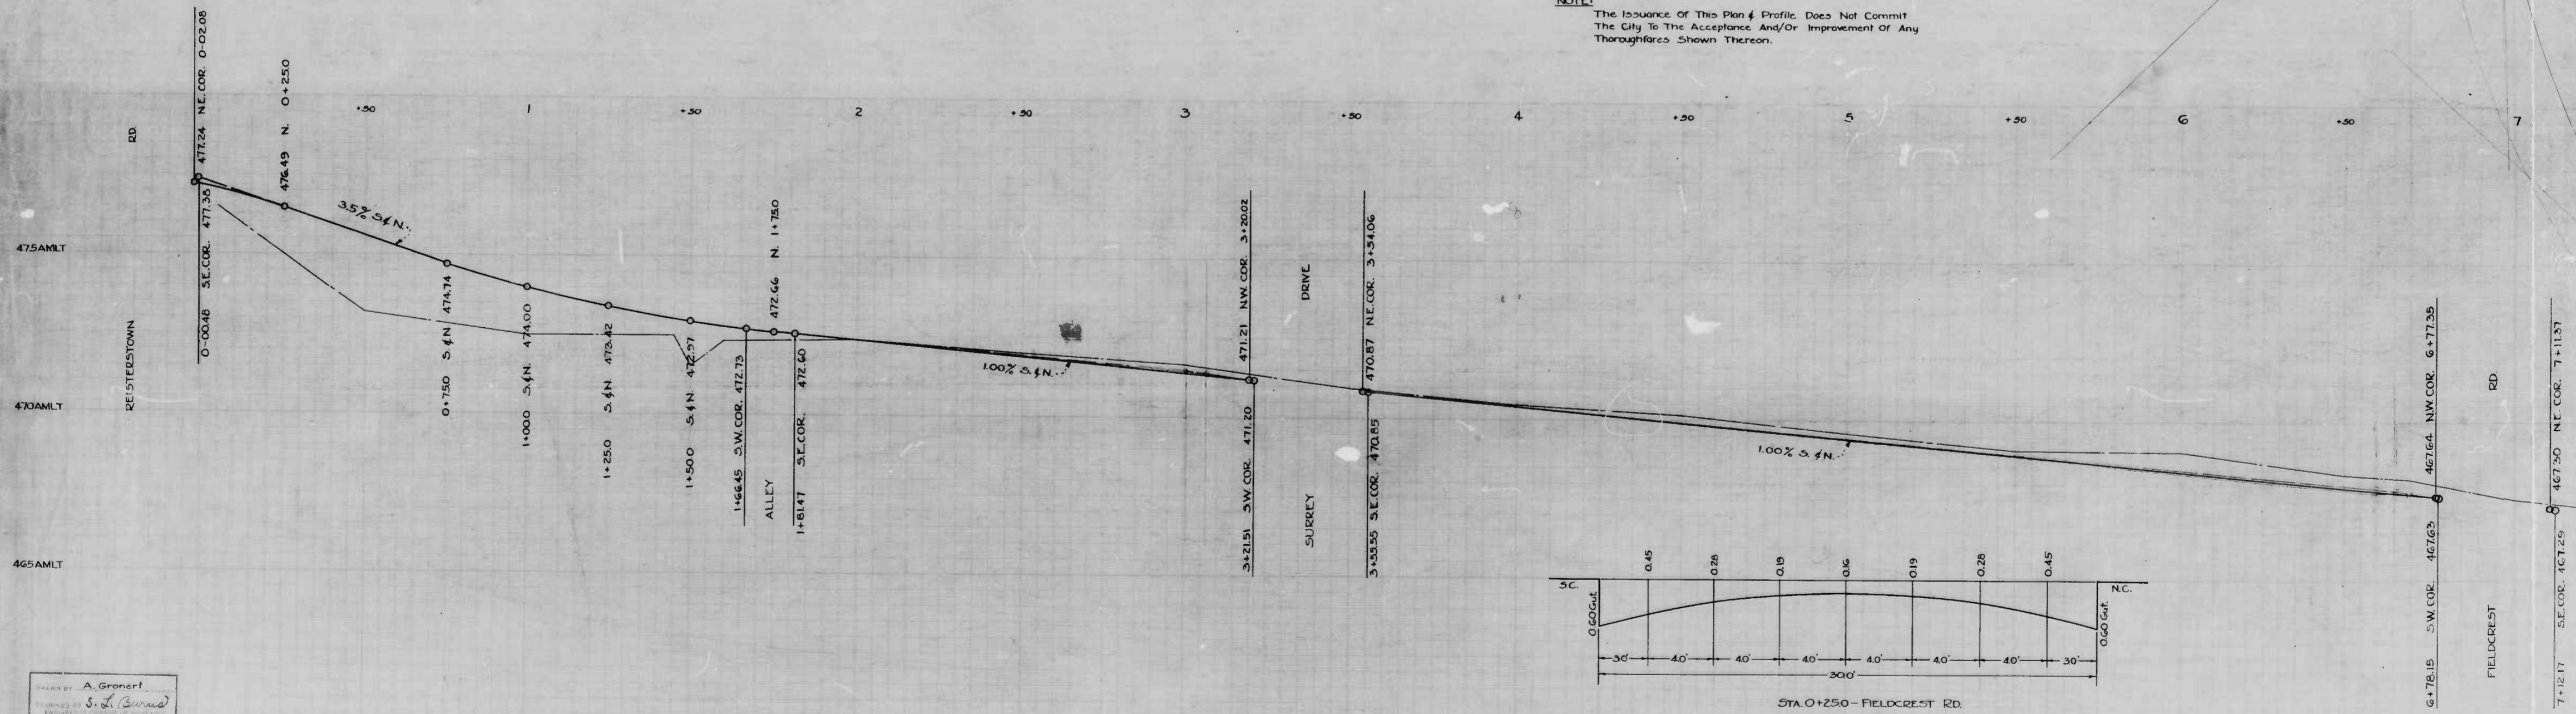 NOTE:
The Issuance Of This Plan & Profile Does Not Commit
The City To The Acceptance And/Or Improvement Of Any
Thoroughfares Shown Thereon.
+50
1
+50
2
+50
3
+50
4
+50
5
+50
6
+50
7
REISTERSTOWN
RD.
477.24 N.E. COR. 0-02.08
0-00.48 S.E. COR. 477.38
476.49 N. 0+25.0
3.5% S. & N.
0+75.0 S. & N. 474.74
1+00.0 S. & N. 474.00
1+25.0 S. & N. 473.42
1+50.0 S. & N. 472.97
1+66.45 S.W. COR. 472.73
ALLEY
472.66 N. 1+75.0
1+81.47 S.E. COR. 472.60
1.00% S. & N.
471.21 N.W. COR. 3+20.02
3+21.51 S.W. COR. 471.20
SURREY
DRIVE
470.87 N.E. COR. 3+54.06
3+55.55 S.E. COR. 470.85
1.00% S. & N.
467.64 N.W. COR. 6+77.35
6+78.15 S.W. COR. 467.63
FIELDCREST
RD.
467.30 N.E. COR. 7+11.37
7+12.17 S.E. COR. 467.29
475 AMLT
470 AMLT
465 AMLT
S.C.
0.45
0.28
0.19
0.16
0.19
0.28
0.45
N.C.
0.60 Gut.
0.60 Gut.
3.0'
4.0'
4.0'
4.0'
4.0'
4.0'
4.0'
3.0'
30.0'
STA. 0+25.0 - FIELDCREST RD.
DRAWN BY A. Gronert
S. L. Burns